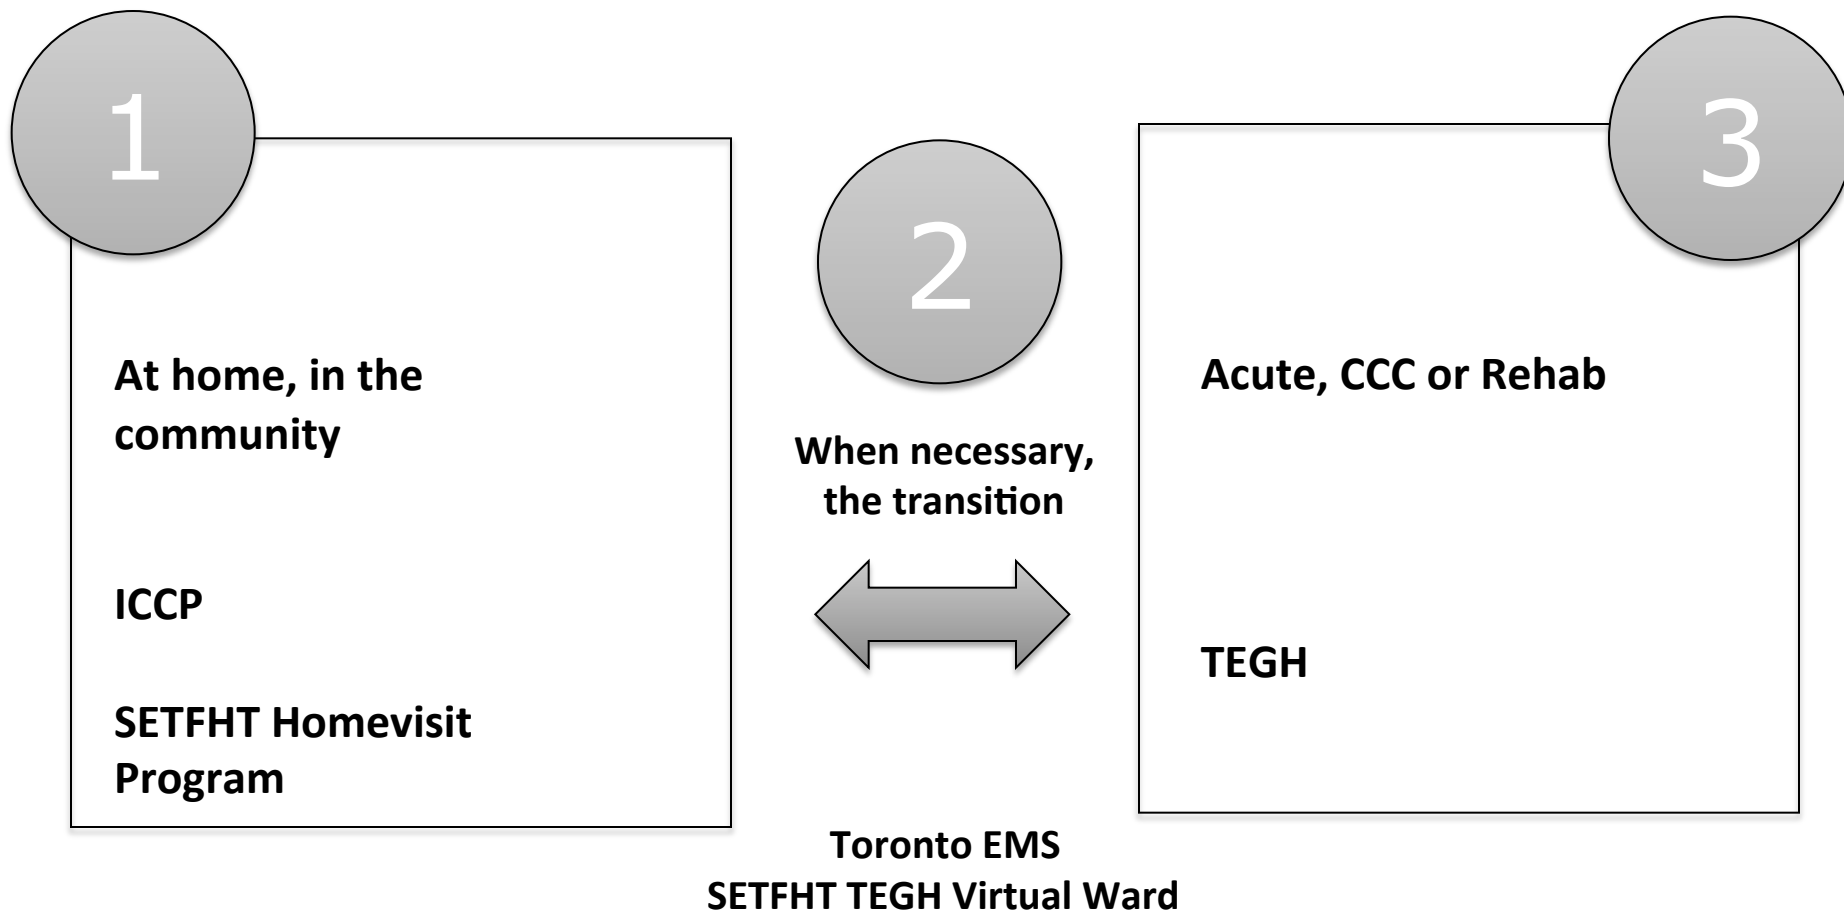 1
At home, in the
community
ICCP
SETFHT Homevisit
Program
2
When necessary,
the transition
Toronto EMS
SETFHT TEGH Virtual Ward
3
Acute, CCC or Rehab
TEGH